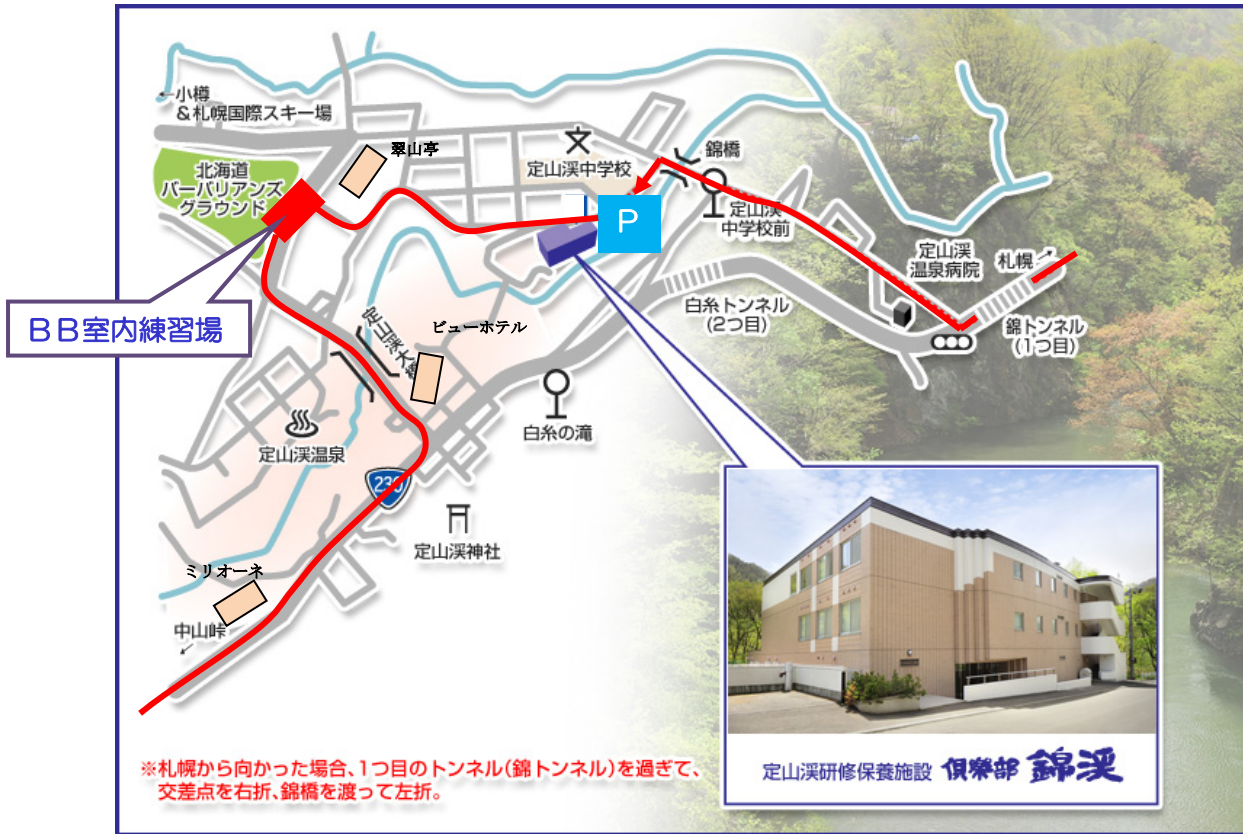 ←小樽
＆札幌国際スキー場
翠山亭
北海道
バーバリアンズ
グラウンド
定山渓中学校
錦橋
定山渓
中学校前
P
定山渓
温泉病院
札幌
錦トンネル
(1つ目)
白糸トンネル
(2つ目)
ＢＢ室内練習場
定山渓大橋
ビューホテル
白糸の滝
定山渓温泉
230
定山渓神社
ミリオーネ
中山峠
←
定山渓研修保養施設 倶樂部 錦渓
※札幌から向かった場合、1つ目のトンネル(錦トンネル)を過ぎて、
交差点を右折、錦橋を渡って左折。